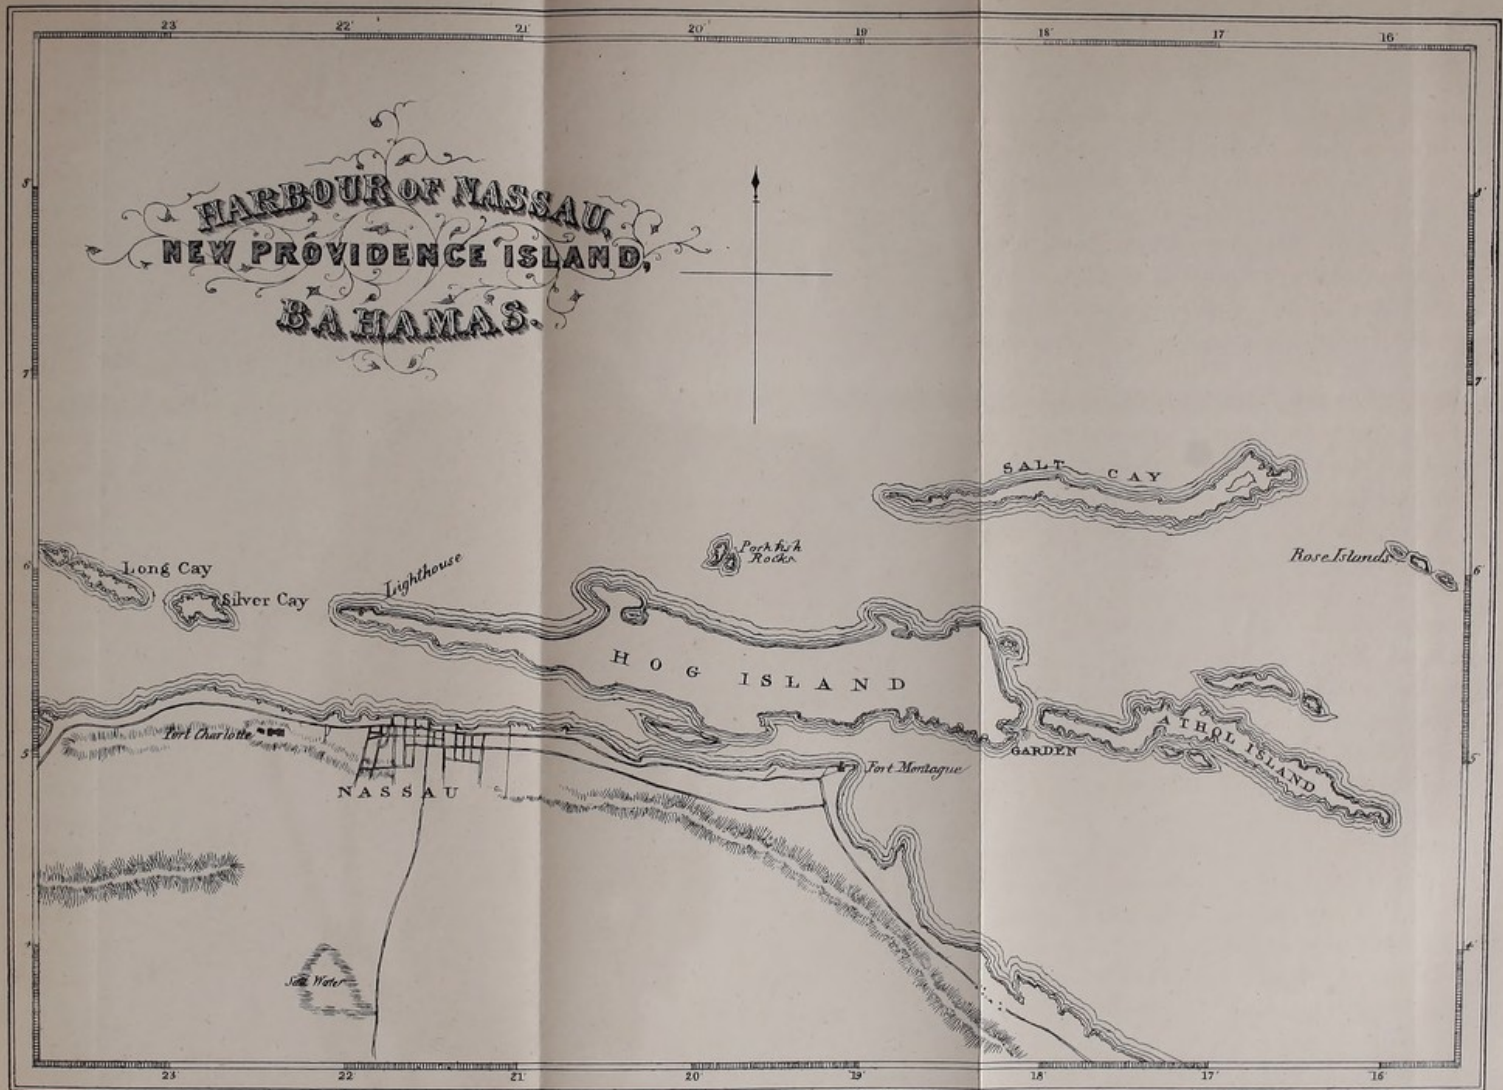 23' 22' 21' 20' 19 18' 17 16'
HARBOUR OF NASSAU,
NEW PROVIDENCE ISLAND,
BAHAMAS.
8' 8'
7' 7'
SALT CAY
Porkfish
Rocks
Rose Islands
6' 6'
Long Cay
Silver Cay
Lighthouse
HOG ISLAND
ATHOL ISLAND
GARDEN
Fort Charlotte
5' 5'
Fort Montague
NASSAU
4' 4'
Salt Water
23' 22' 21' 20' 19' 18' 17' 16'